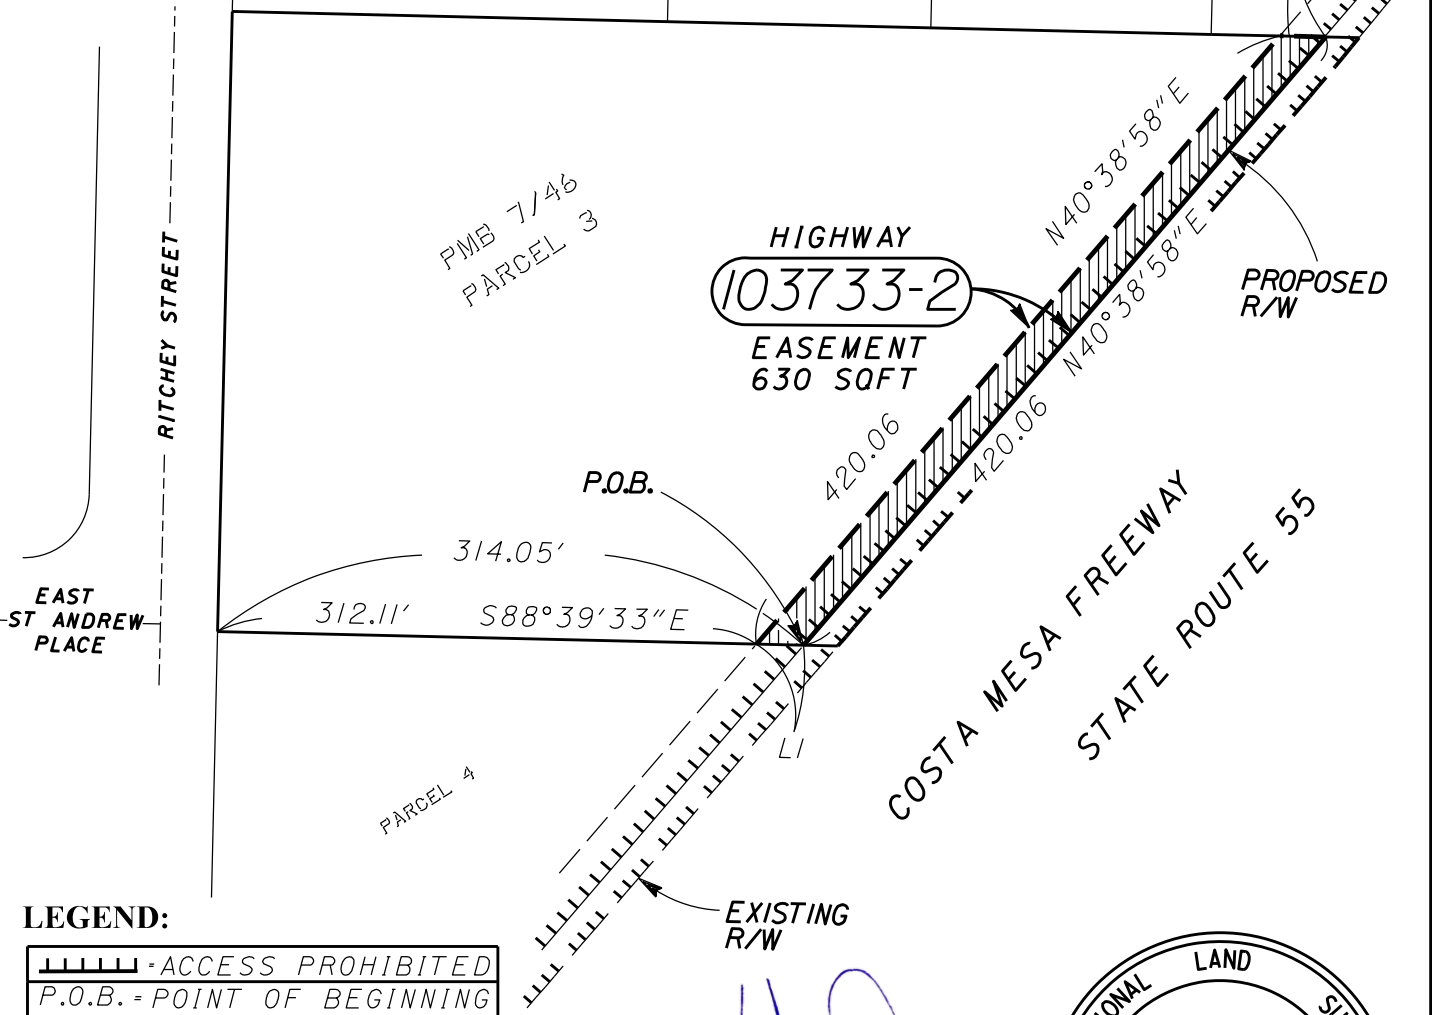 PMB 7/46
PARCEL 3
RITCHEY STREET
N40°38'58"E
HIGHWAY
103733-2
EASEMENT
630 SQFT
N40°38'58"E
PROPOSED
R/W
420.06
420.06
P.O.B.
314.05'
312.11' S88°39'33"E
EAST
ST ANDREW
PLACE
L1
COSTA MESA FREEWAY
STATE ROUTE 55
PARCEL 4
EXISTING
R/W
LEGEND:
=ACCESS PROHIBITED
P.O.B.=POINT OF BEGINNING
LAND